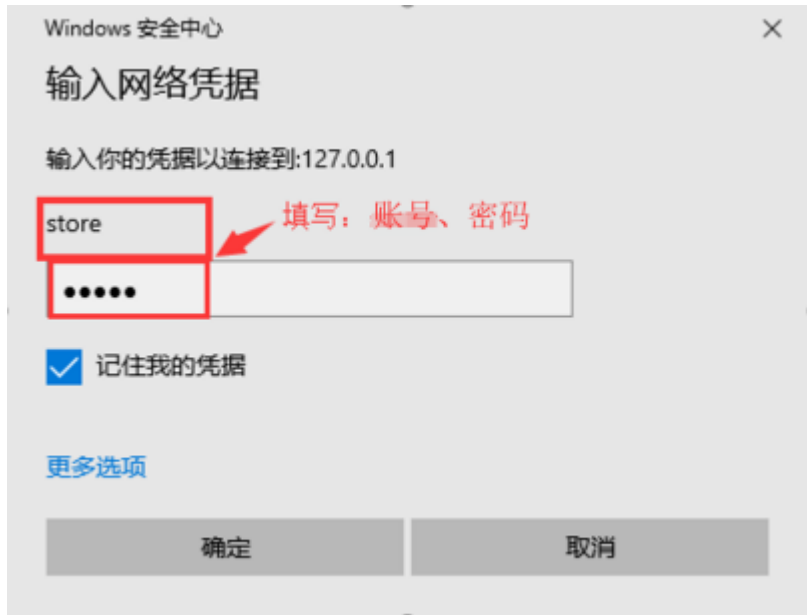 Windows 安全中心
输入网络凭据
输入你的凭据以连接到:127.0.0.1
store
填写：账号、密码
•••••
记住我的凭据
更多选项
确定
取消